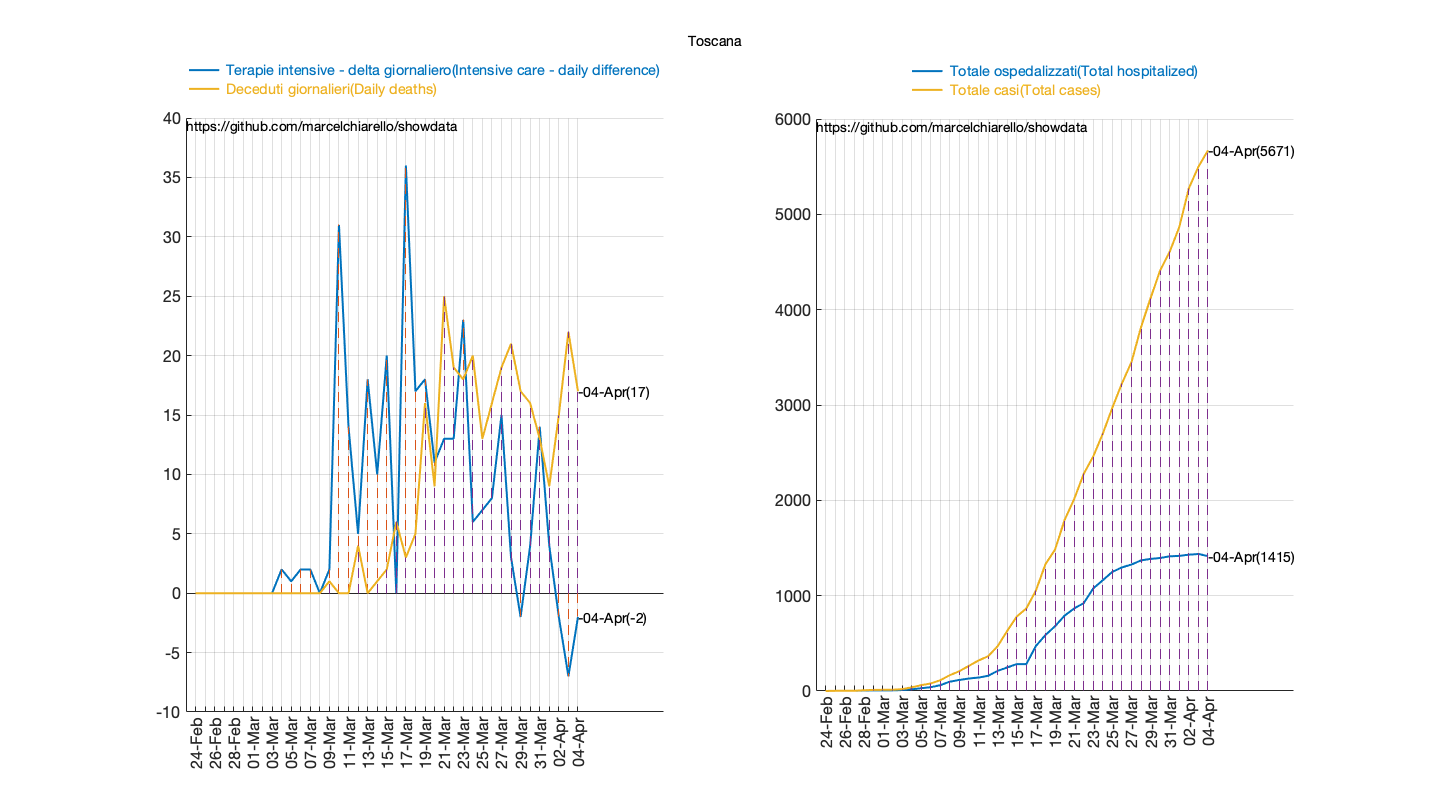 Toscana
Terapie intensive - delta giornaliero(Intensive care - daily difference)
Deceduti giornalieri(Daily deaths)
https://github.com/marcelchiarello/showdata
40
35
30
25
20
15
10
5
0
-5
-10
-04-Apr(17)
-04-Apr(-2)
24-Feb
26-Feb
28-Feb
01-Mar
03-Mar
05-Mar
07-Mar
09-Mar
11-Mar
13-Mar
15-Mar
17-Mar
19-Mar
21-Mar
23-Mar
25-Mar
27-Mar
29-Mar
31-Mar
02-Apr
04-Apr
Totale ospedalizzati(Total hospitalized)
Totale casi(Total cases)
https://github.com/marcelchiarello/showdata
6000
5000
4000
3000
2000
1000
0
-04-Apr(5671)
-04-Apr(1415)
24-Feb
26-Feb
28-Feb
01-Mar
03-Mar
05-Mar
07-Mar
09-Mar
11-Mar
13-Mar
15-Mar
17-Mar
19-Mar
21-Mar
23-Mar
25-Mar
27-Mar
29-Mar
31-Mar
02-Apr
04-Apr